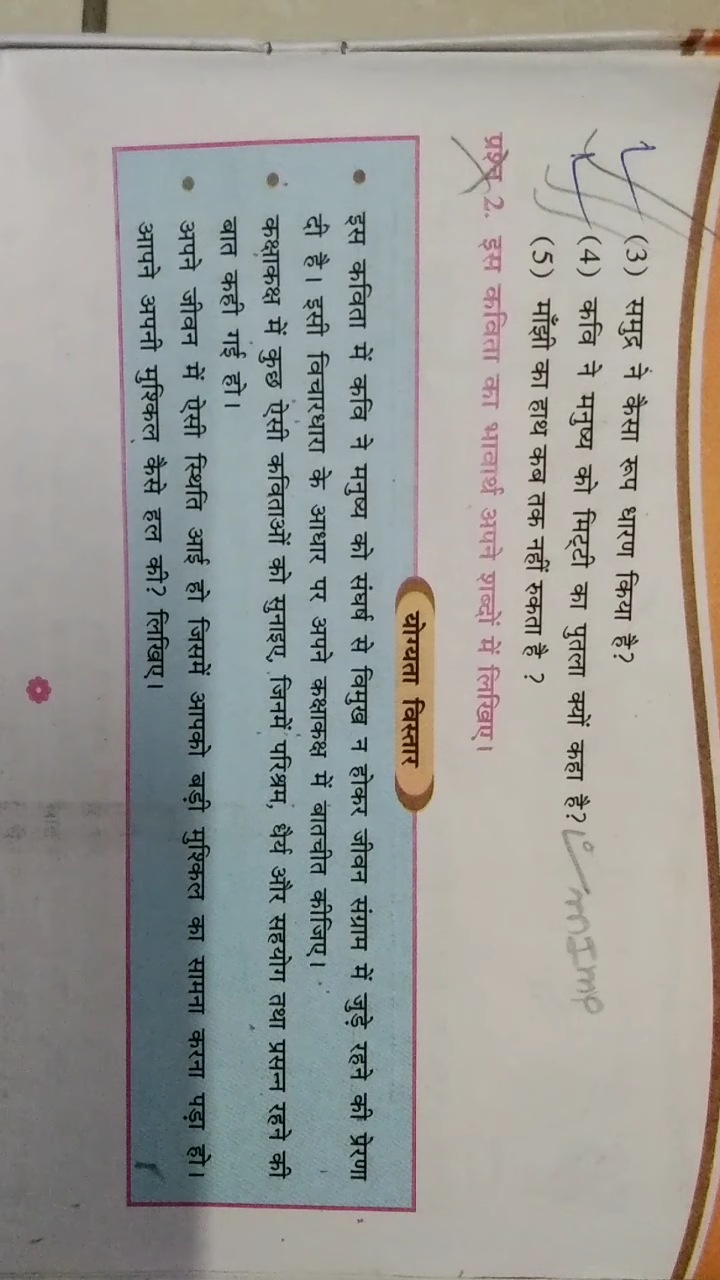 (3) समुद्र ने कैसा रूप धारण किया है?
(4) कवि ने मनुष्य को मिट्टी का पुतला क्यों कहा है? mImp
(5) माँझी का हाथ कब तक नहीं रुकता है ?
प्रश्न 2. इस कविता का भावार्थ अपने शब्दों में लिखिए।
योग्यता विस्तार
• इस कविता में कवि ने मनुष्य को संघर्ष से विमुख न होकर जीवन संग्राम में जुड़े रहने की प्रेरणा
दी है। इसी विचारधारा के आधार पर अपने कक्षाकक्ष में बातचीत कीजिए।
• कक्षाकक्ष में कुछ ऐसी कविताओं को सुनाइए, जिनमें परिश्रम, धैर्य और सहयोग तथा प्रसन्न रहने की
बात कही गई हो।
• अपने जीवन में ऐसी स्थिति आई हो जिसमें आपको बड़ी मुश्किल का सामना करना पड़ा हो।
आपने अपनी मुश्किल कैसे हल की? लिखिए।